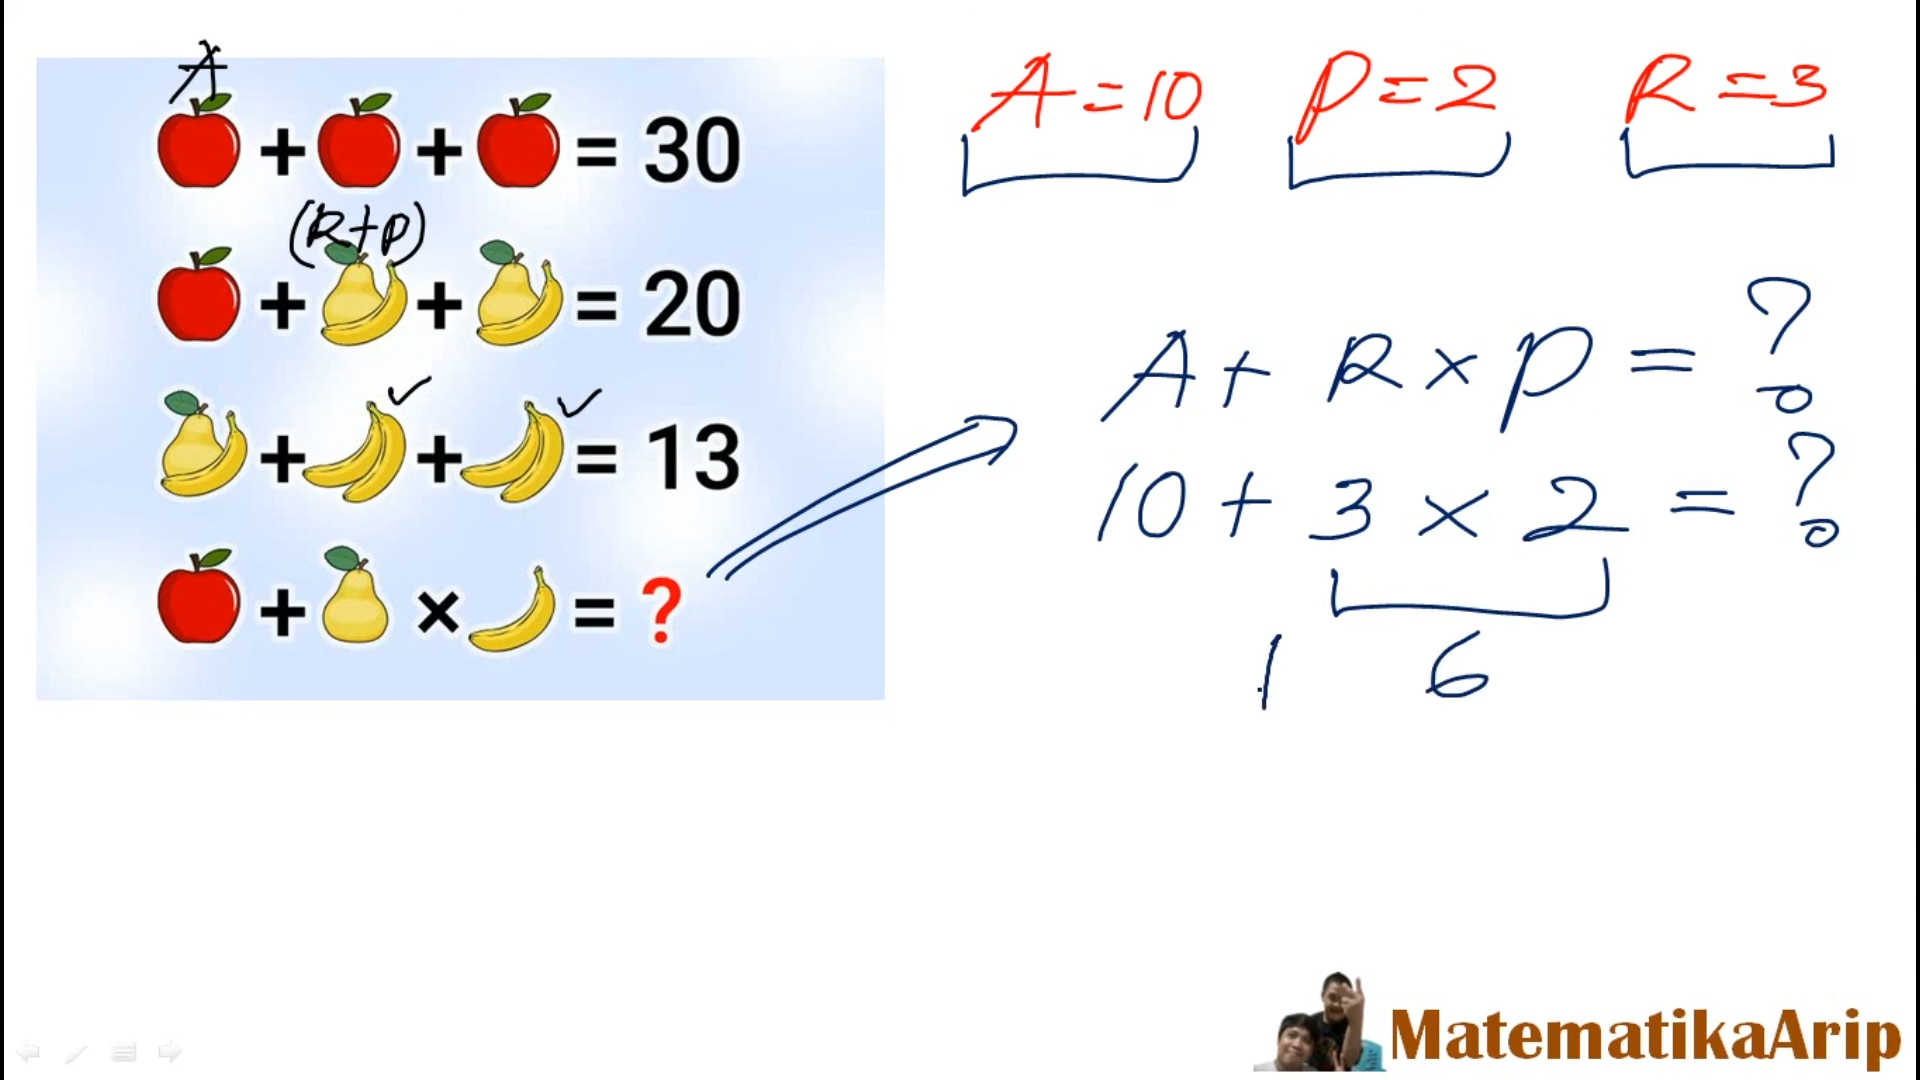 A
+ + = 30
(R+P)
+ + = 20
+ + = 13
+ × = ?
A = 10 P = 2 R = 3
A + R × P = ?
10 + 3 × 2 = ?
1 6
MatematikaArip